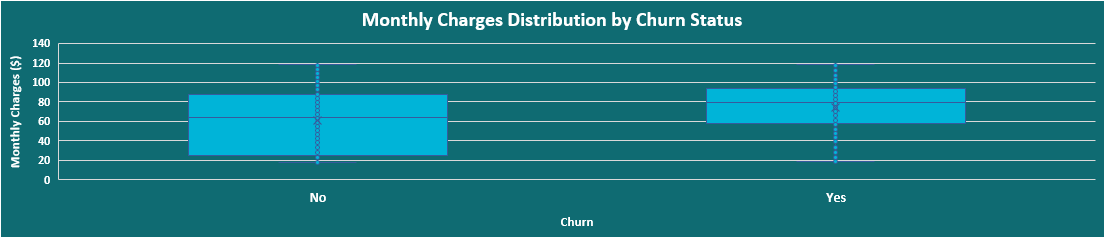 Monthly Charges Distribution by Churn Status
Monthly Charges ($)
140
120
100
80
60
40
20
0
No
Yes
Churn